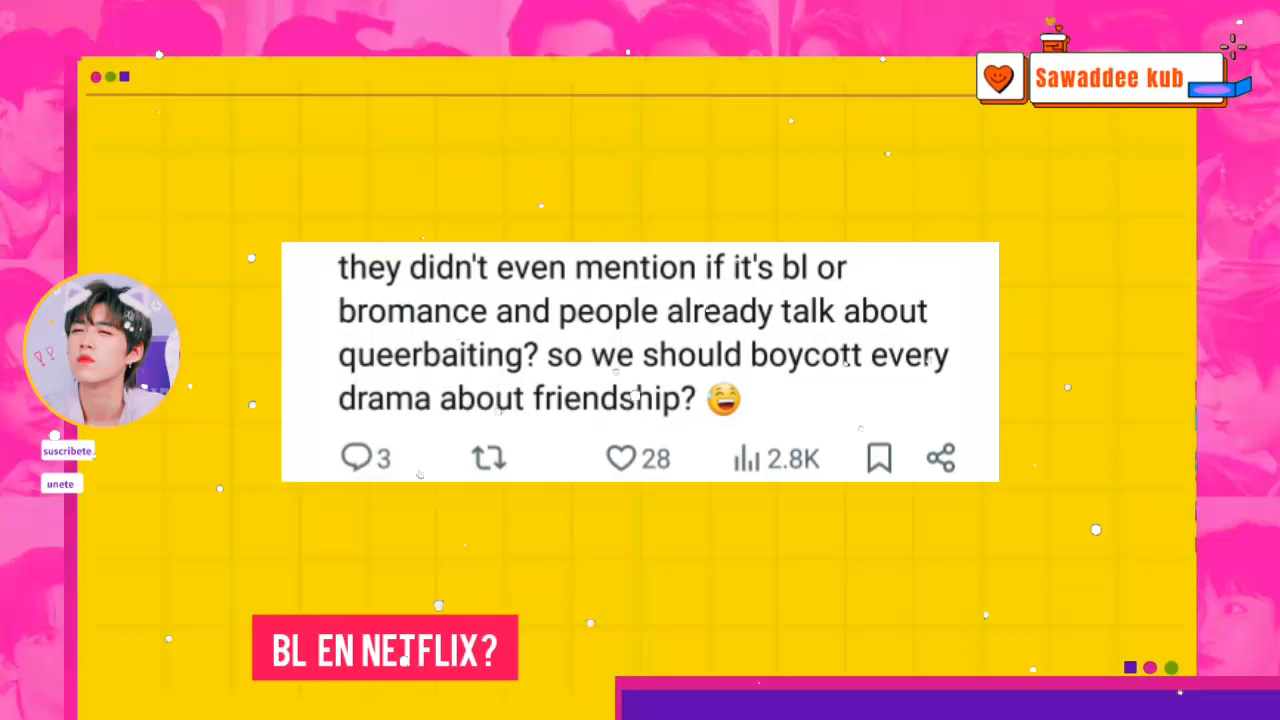 Sawaddee kub
they didn't even mention if it's bl or
bromance and people already talk about
queerbaiting? so we should boycott every
drama about friendship? 😅
3 28 2.8K
suscribete
unete
BL EN NETFLIX?